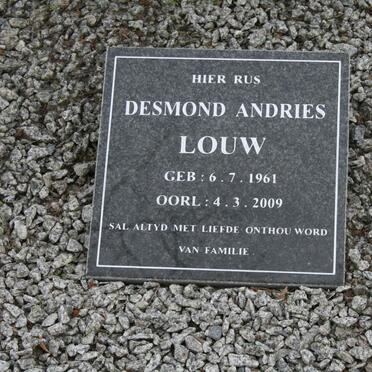 HIER RUS
DESMOND ANDRIES
LOUW
GEB : 6 . 7 . 1961
OORL : 4 . 3 . 2009
SAL ALTYD MET LIEFDE ONTHOU WORD
VAN FAMILIE